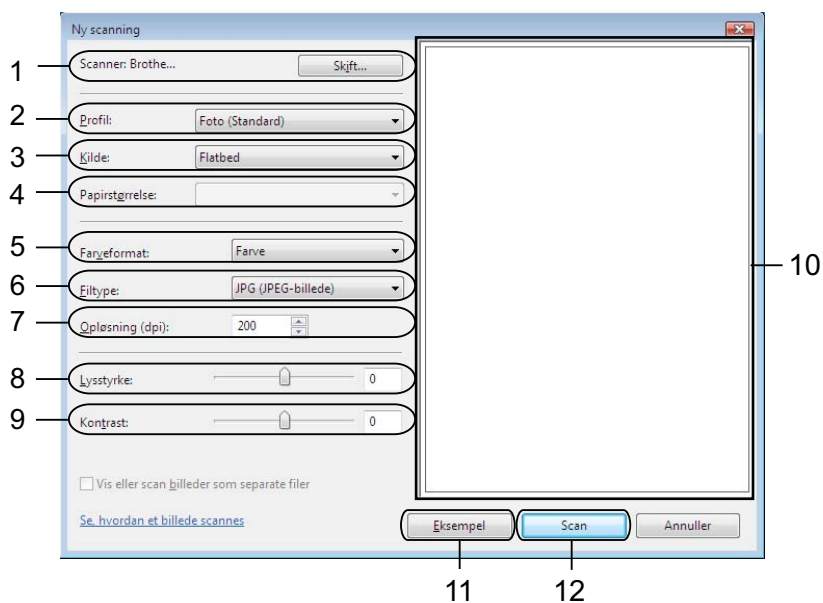 Ny scanning
1 Scanner: Brothe... Skift...
2 Profil: Foto (Standard)
3 Kilde: Flatbed
4 Papirstørrelse:
5 Farveformat: Farve
6 Filtype: JPG (JPEG-billede)
7 Opløsning (dpi): 200
8 Lysstyrke: 0
9 Kontrast: 0
10
Vis eller scan billeder som separate filer
Se, hvordan et billede scannes
Eksempel Scan Annuller
11 12